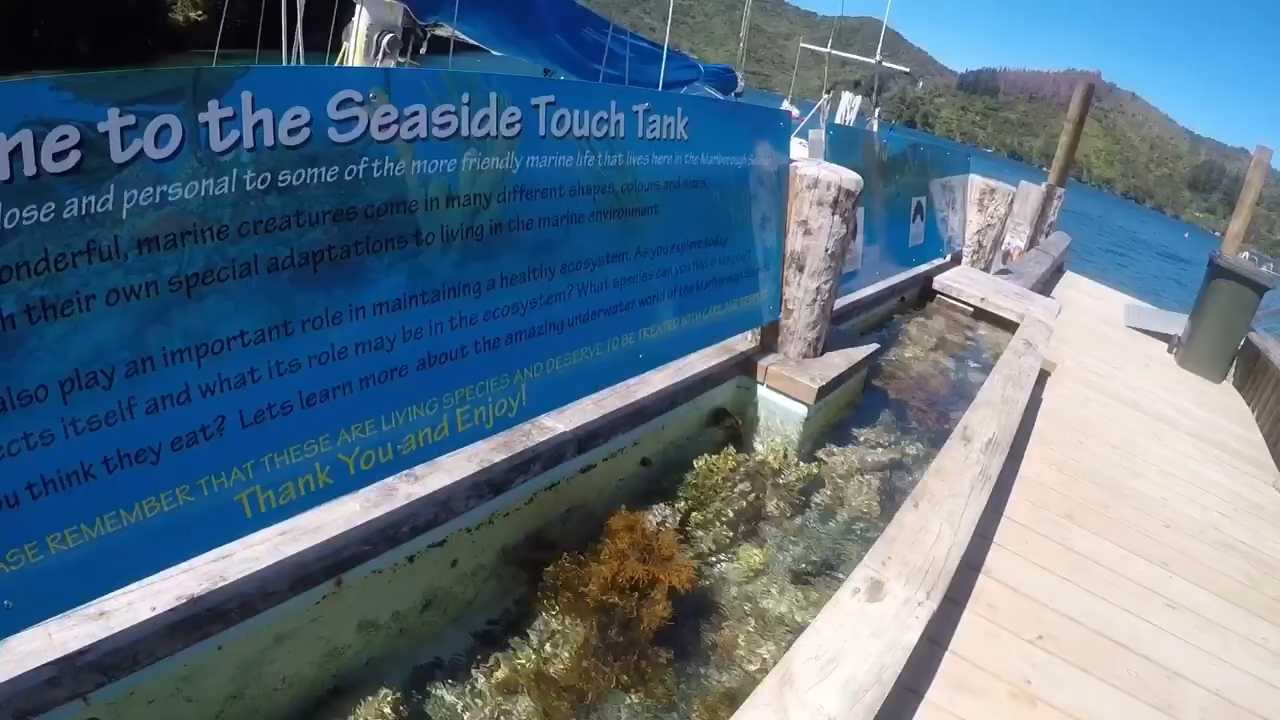 me to the Seaside Touch Tank
lose and personal to some of the more friendly marine life that lives here in the Marlborough Sounds
onderful, marine creatures come in many different shapes, colours and sizes
h their own special adaptations to living in the marine environment
also play an important role in maintaining a healthy ecosystem. As you explore today
ects itself and what its role may be in the ecosystem? What species can you find
ou think they eat? Lets learn more about the amazing underwater world of the Marlborough
ASE REMEMBER THAT THESE ARE LIVING SPECIES AND DESERVE TO BE TREATED WITH CARE AND RESPECT
Thank You and Enjoy!